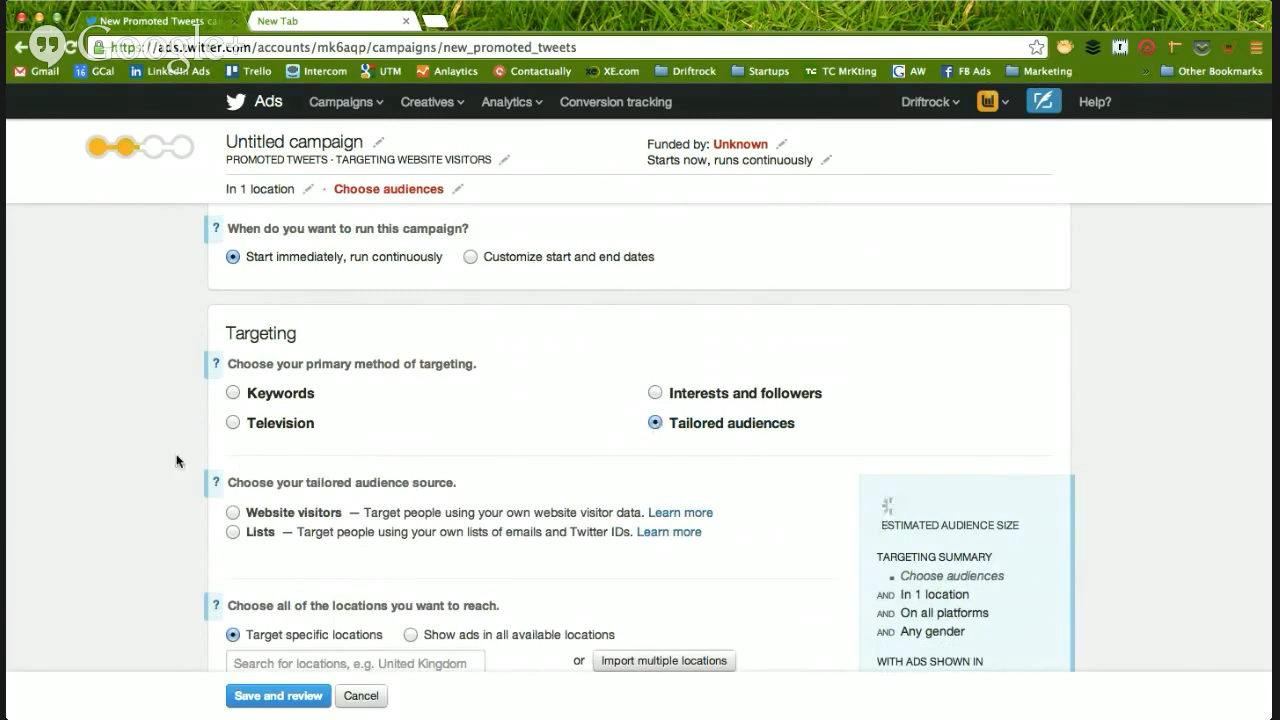 New Promoted Tweets ca
New Tab
Google+
https://ads.twitter.com/accounts/mk6aqp/campaigns/new_promoted_tweets
Gmail GCal LinkedIn Ads Trello Intercom UTM Anlaytics Contactually XE.com Driftrock Startups TC MrKting AW FB Ads Marketing » Other Bookmarks
Ads Campaigns Creatives Analytics Conversion tracking Driftrock Help?
Untitled campaign
PROMOTED TWEETS · TARGETING WEBSITE VISITORS
Funded by: Unknown
Starts now, runs continuously
In 1 location · Choose audiences
? When do you want to run this campaign?
Start immediately, run continuously Customize start and end dates
Targeting
? Choose your primary method of targeting.
Keywords Interests and followers
Television Tailored audiences
? Choose your tailored audience source.
Website visitors — Target people using your own website visitor data. Learn more
Lists — Target people using your own lists of emails and Twitter IDs. Learn more
ESTIMATED AUDIENCE SIZE
TARGETING SUMMARY
Choose audiences
AND In 1 location
AND On all platforms
AND Any gender
WITH ADS SHOWN IN
? Choose all of the locations you want to reach.
Target specific locations Show ads in all available locations
Search for locations, e.g. United Kingdom or Import multiple locations
Save and review Cancel